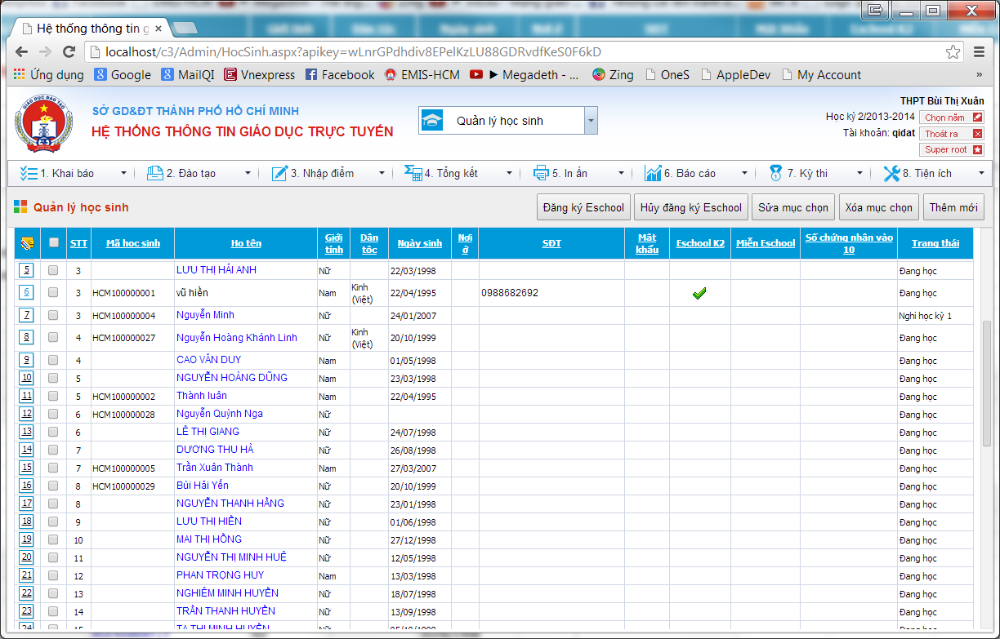 Hệ thống thông tin g
localhost/c3/Admin/HocSinh.aspx?apikey=wLnrGPdhdiv8EPelKzLU88GDRvdfKeS0F6kD
Ứng dụng Google MailQI Vnexpress Facebook EMIS-HCM ► Megadeth - ... Zing OneS AppleDev My Account »
SỞ GD&ĐT THÀNH PHỐ HỒ CHÍ MINH
HỆ THỐNG THÔNG TIN GIÁO DỤC TRỰC TUYẾN
Quản lý học sinh
THPT Bùi Thị Xuân
Học kỳ 2/2013-2014 Chọn năm
Tài khoản: qidat Thoát ra
Super root
1. Khai báo 2. Đào tạo 3. Nhập điểm 4. Tổng kết 5. In ấn 6. Báo cáo 7. Kỳ thi 8. Tiện ích
Quản lý học sinh Đăng ký Eschool Hủy đăng ký Eschool Sửa mục chọn Xóa mục chọn Thêm mới
STT Mã học sinh Họ tên Giới tính Dân tộc Ngày sinh Nơi ở SĐT Mật khẩu Eschool K2 Miễn Eschool Số chứng nhân vào 10 Trạng thái
5 3 LƯU THỊ HẢI ANH Nữ 22/03/1998 Đang học
6 3 HCM100000001 vũ hiền Nam Kinh (Việt) 22/04/1995 0988682692 Đang học
7 3 HCM100000004 Nguyễn Minh Nữ 24/01/2007 Nghỉ học kỳ 1
8 4 HCM100000027 Nguyễn Hoàng Khánh Linh Nữ Kinh (Việt) 20/10/1999 Đang học
9 4 CAO VĂN DUY Nam 01/05/1998 Đang học
10 5 NGUYỄN HOÀNG DŨNG Nam 23/03/1998 Đang học
11 5 HCM100000002 Thành luân Nam 22/04/1995 Đang học
12 6 HCM100000028 Nguyễn Quỳnh Nga Nữ Đang học
13 6 LÊ THỊ GIANG Nữ 24/07/1998 Đang học
14 7 DƯƠNG THU HÀ Nữ 26/08/1998 Đang học
15 7 HCM100000005 Trần Xuân Thành Nam 27/03/2007 Đang học
16 8 HCM100000029 Bùi Hải Yến Nữ 20/10/1999 Đang học
17 8 NGUYỄN THANH HẰNG Nữ 23/01/1998 Đang học
18 9 LƯU THỊ HIỀN Nữ 01/06/1998 Đang học
19 10 MAI THỊ HỒNG Nữ 27/12/1998 Đang học
20 11 NGUYỄN THỊ MINH HUỆ Nữ 12/05/1998 Đang học
21 12 PHAN TRỌNG HUY Nam 13/03/1998 Đang học
22 13 NGHIÊM MINH HUYỀN Nữ 18/07/1998 Đang học
23 14 TRẦN THANH HUYỀN Nữ 13/09/1998 Đang học
24 15 TẠ THỊ MINH HUYỀN Nữ